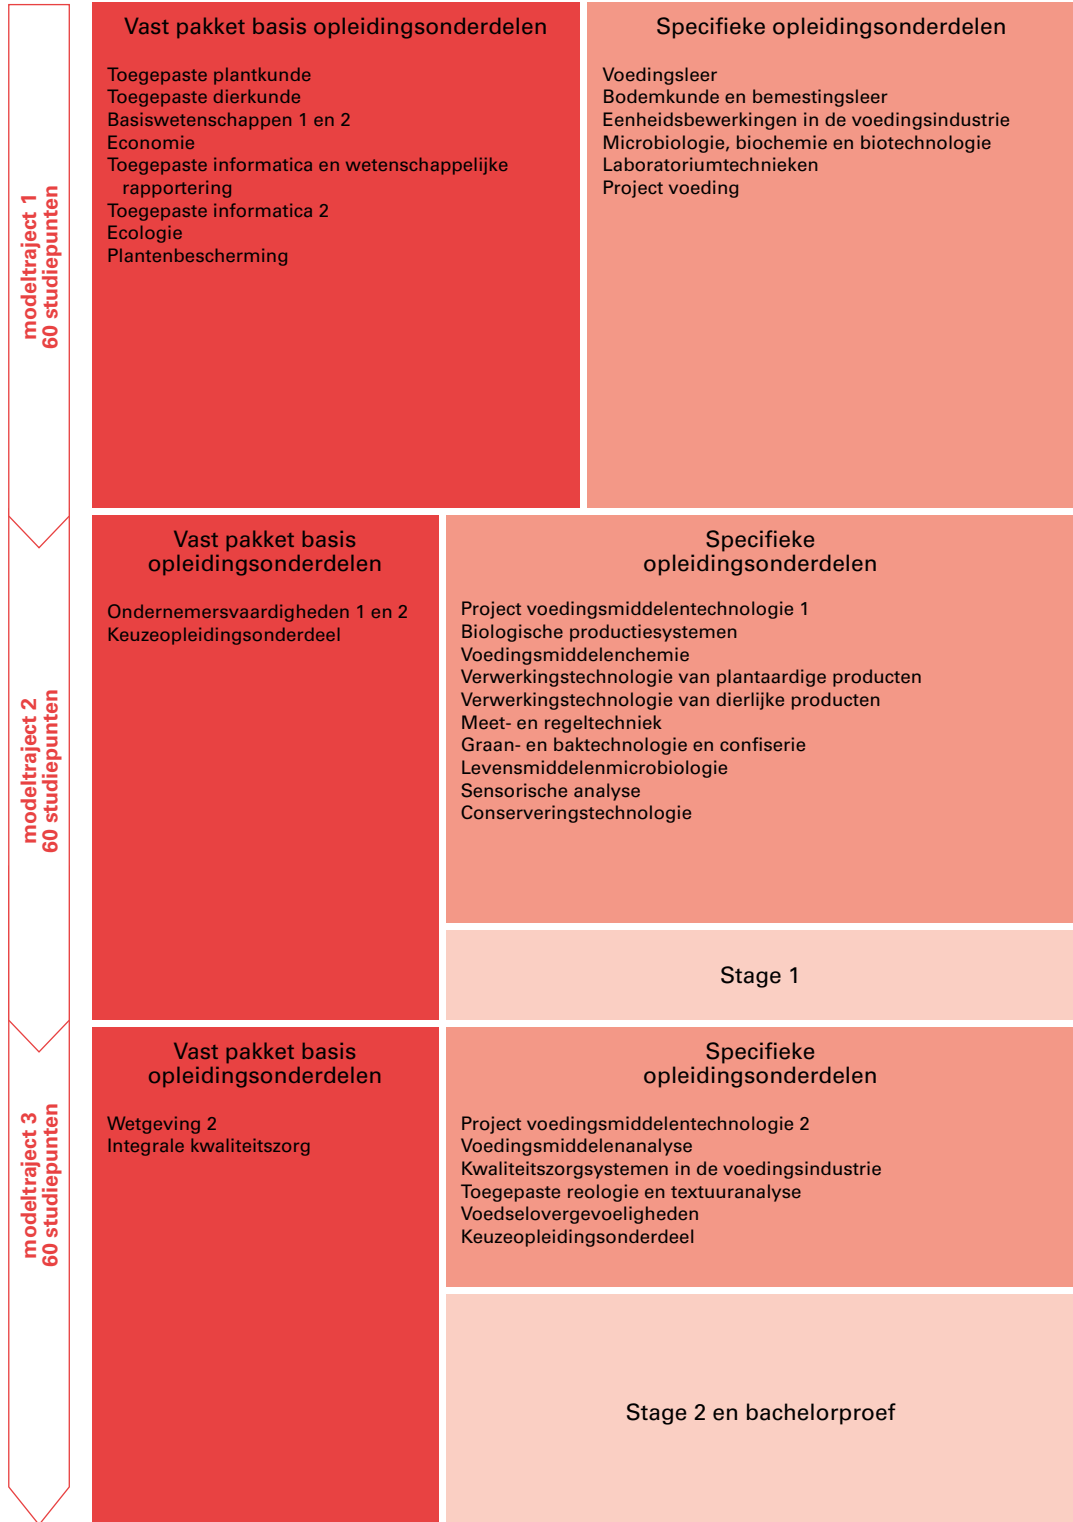 modeltraject 1
60 studiepunten
Vast pakket basis opleidingsonderdelen
Toegepaste plantkunde
Toegepaste dierkunde
Basiswetenschappen 1 en 2
Economie
Toegepaste informatica en wetenschappelijke
rapportering
Toegepaste informatica 2
Ecologie
Plantenbescherming
Specifieke opleidingsonderdelen
Voedingsleer
Bodemkunde en bemestingsleer
Eenheidsbewerkingen in de voedingsindustrie
Microbiologie, biochemie en biotechnologie
Laboratoriumtechnieken
Project voeding
modeltraject 2
60 studiepunten
Vast pakket basis
opleidingsonderdelen
Ondernemersvaardigheden 1 en 2
Keuzeopleidingsonderdeel
Specifieke
opleidingsonderdelen
Project voedingsmiddelentechnologie 1
Biologische productiesystemen
Voedingsmiddelenchemie
Verwerkingstechnologie van plantaardige producten
Verwerkingstechnologie van dierlijke producten
Meet- en regeltechniek
Graan- en baktechnologie en confiserie
Levensmiddelenmicrobiologie
Sensorische analyse
Conserveringstechnologie
Stage 1
modeltraject 3
60 studiepunten
Vast pakket basis
opleidingsonderdelen
Wetgeving 2
Integrale kwaliteitszorg
Specifieke
opleidingsonderdelen
Project voedingsmiddelentechnologie 2
Voedingsmiddelenanalyse
Kwaliteitszorgsystemen in de voedingsindustrie
Toegepaste reologie en textuuranalyse
Voedselovergevoeligheden
Keuzeopleidingsonderdeel
Stage 2 en bachelorproef